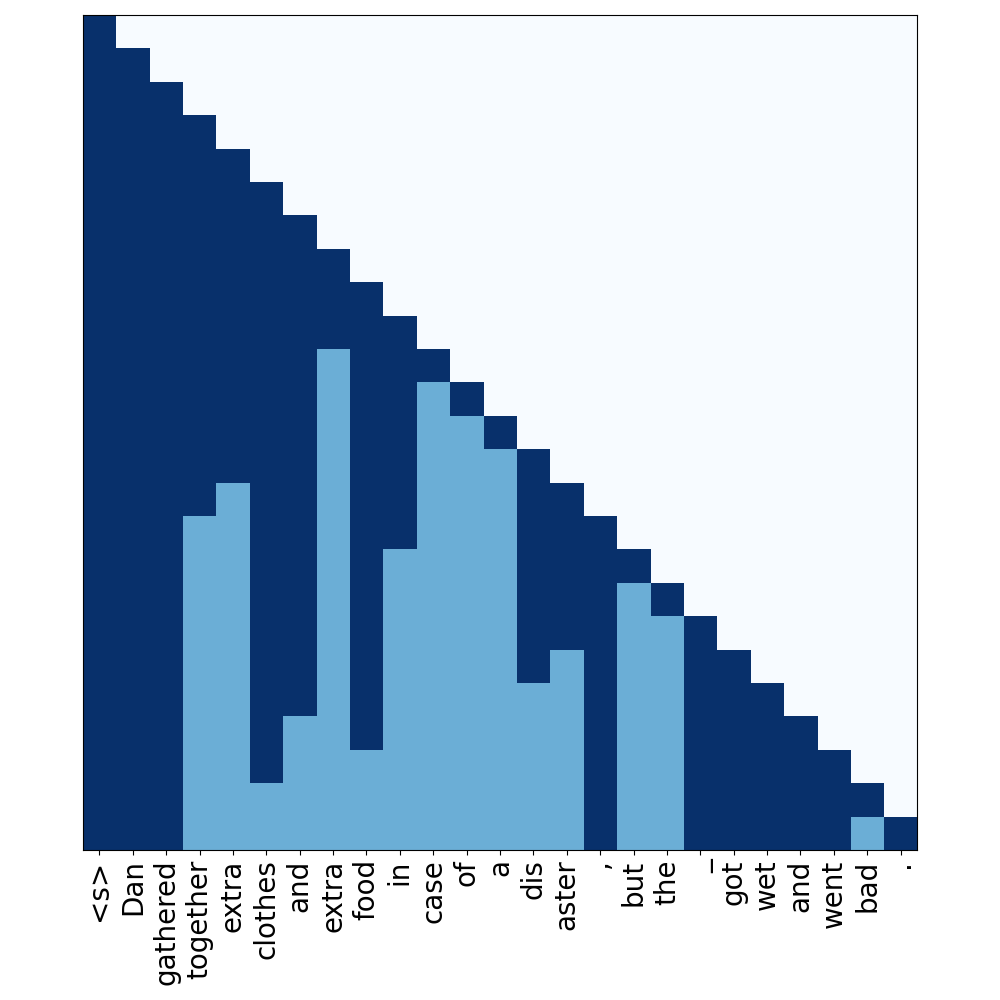 <s> Dan gathered together extra clothes and extra food in case of a dis aster , but the _ got wet and went bad .